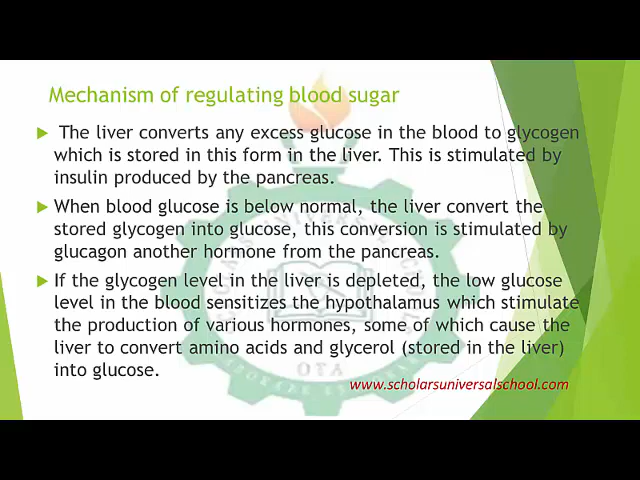 Mechanism of regulating blood sugar
The liver converts any excess glucose in the blood to glycogen
which is stored in this form in the liver. This is stimulated by
insulin produced by the pancreas.
When blood glucose is below normal, the liver convert the
stored glycogen into glucose, this conversion is stimulated by
glucagon another hormone from the pancreas.
If the glycogen level in the liver is depleted, the low glucose
level in the blood sensitizes the hypothalamus which stimulate
the production of various hormones, some of which cause the
liver to convert amino acids and glycerol (stored in the liver)
into glucose.
OTA
www.scholarsuniversalschool.com